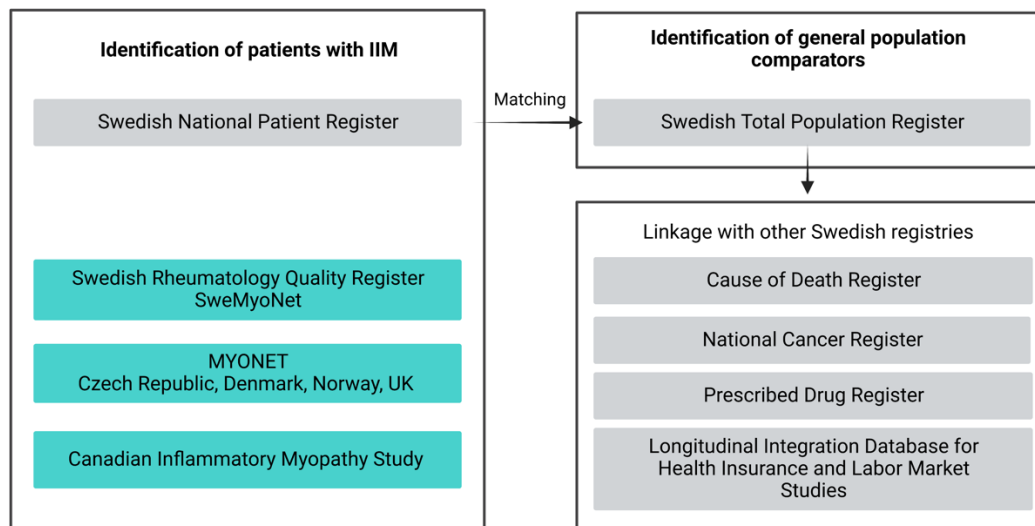 Identification of patients with IIM
Swedish National Patient Register
Swedish Rheumatology Quality Register
SweMyoNet
MYONET
Czech Republic, Denmark, Norway, UK
Canadian Inflammatory Myopathy Study
Matching
Identification of general population
comparators
Swedish Total Population Register
Linkage with other Swedish registries
Cause of Death Register
National Cancer Register
Prescribed Drug Register
Longitudinal Integration Database for
Health Insurance and Labor Market
Studies